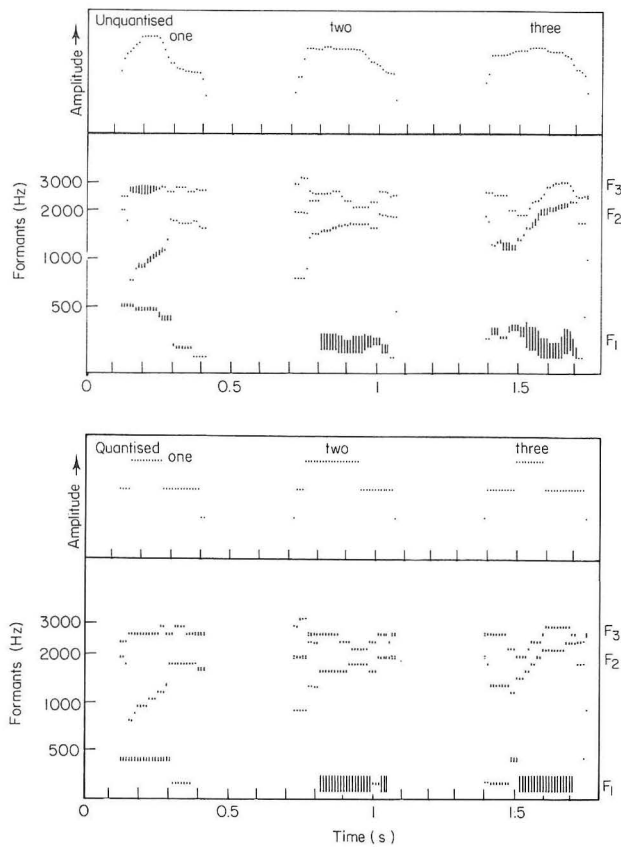 Unquantised
one
two
three
Amplitude →
3000
2000
1000
500
Formants (Hz)
F3
F2
F1
0
0.5
1
1.5
Quantised
one
two
three
Amplitude →
3000
2000
1000
500
Formants (Hz)
F3
F2
F1
0
0.5
1
1.5
Time (s)